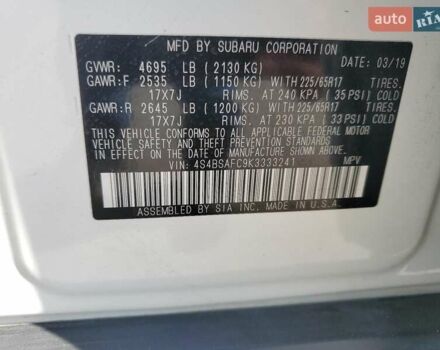 auto RIA
MFD. BY SUBARU CORPORATION
GVWR: 4695 LB ( 2130 KG) DATE: 03/19
GAWR:F 2535 LB ( 1150 KG) WITH 225/65R17 TIRES.
17X7J RIMS. AT 240 KPA ( 35 PSI) COLD
GAWR:R 2645 LB ( 1200 KG) WITH 225/65R17 TIRES.
17X7J RIMS. AT 230 KPA ( 33 PSI) COLD
THIS VEHICLE CONFORMS TO ALL APPLICABLE FEDERAL MOTOR
VEHICLE SAFETY, BUMPER, AND THEFT PREVENTION STANDARDS
IN EFFECT ON THE DATE OF MANUFACTURE SHOWN ABOVE.
VIN: 4S4BSAFC9K3333241 MPV
ASSEMBLED BY SIA
SIA INC. MADE IN U.S.A.